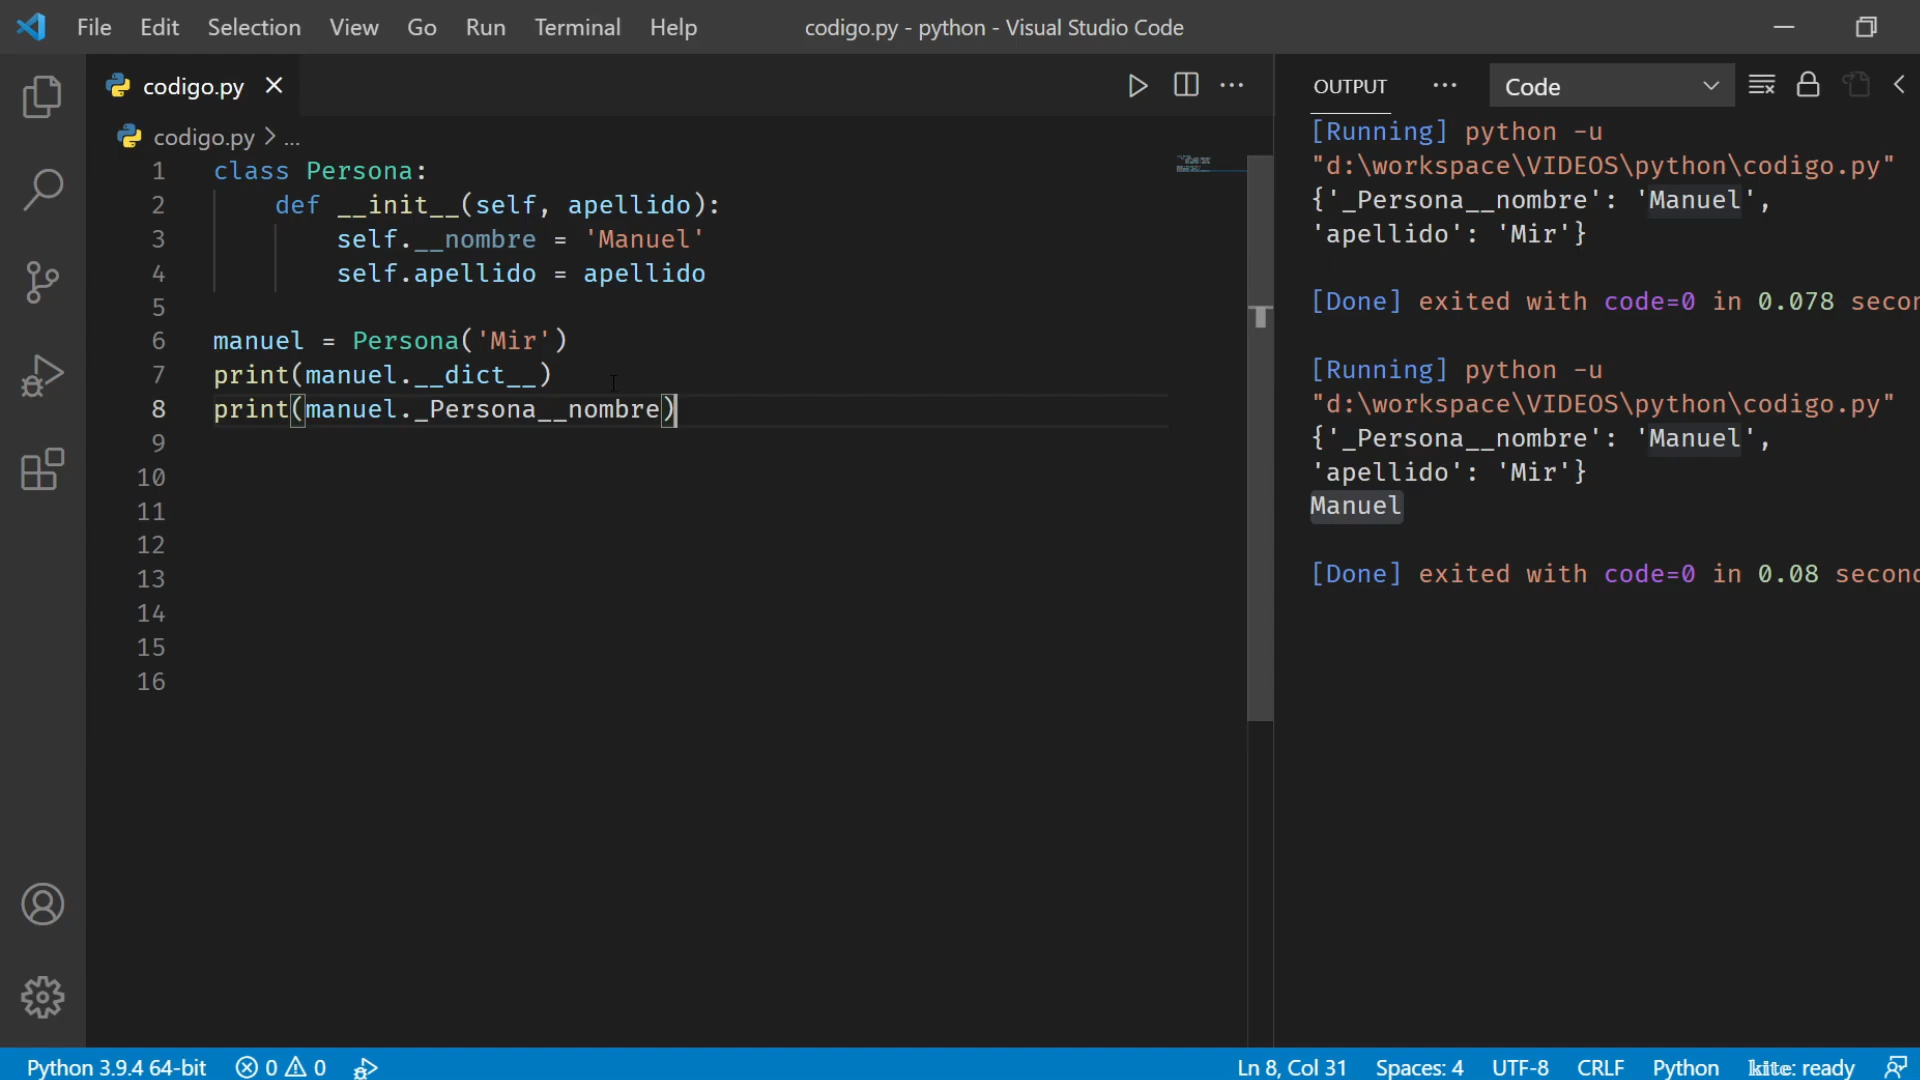 File Edit Selection View Go Run Terminal Help codigo.py - python - Visual Studio Code
codigo.py
codigo.py > ...
1 class Persona:
2 def __init__(self, apellido):
3 self.__nombre = 'Manuel'
4 self.apellido = apellido
5
6 manuel = Persona('Mir')
7 print(manuel.__dict__)
8 print(manuel._Persona__nombre)
9
10
11
12
13
14
15
16
OUTPUT ... Code
[Running] python -u
"d:\workspace\VIDEOS\python\codigo.py"
{'_Persona__nombre': 'Manuel',
'apellido': 'Mir'}
[Done] exited with code=0 in 0.078 secon
[Running] python -u
"d:\workspace\VIDEOS\python\codigo.py"
{'_Persona__nombre': 'Manuel',
'apellido': 'Mir'}
Manuel
[Done] exited with code=0 in 0.08 second
Python 3.9.4 64-bit 0 0 Ln 8, Col 31 Spaces: 4 UTF-8 CRLF Python kite: ready